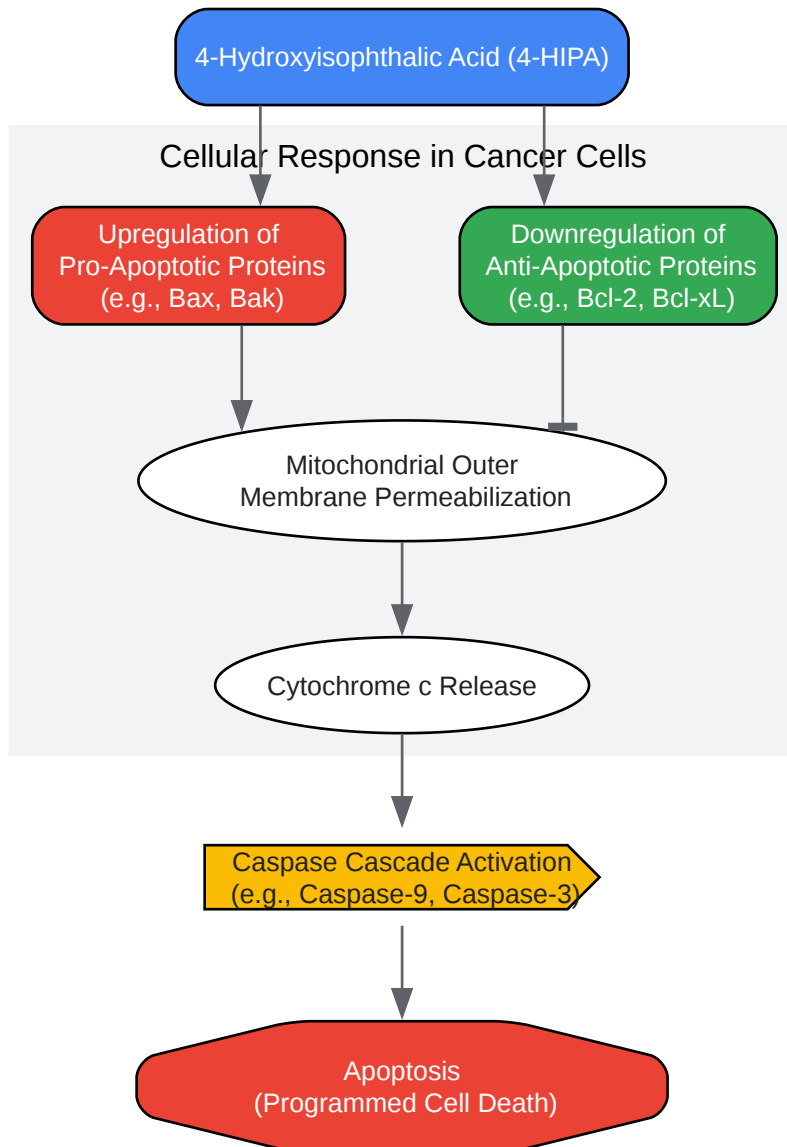 4-Hydroxyisophthalic Acid (4-HIPA)
Cellular Response in Cancer Cells
Upregulation of
Pro-Apoptotic Proteins
(e.g., Bax, Bak)
Downregulation of
Anti-Apoptotic Proteins
(e.g., Bcl-2, Bcl-xL)
Mitochondrial Outer
Membrane Permeabilization
Cytochrome c Release
Caspase Cascade Activation
(e.g., Caspase-9, Caspase-3)
Apoptosis
(Programmed Cell Death)